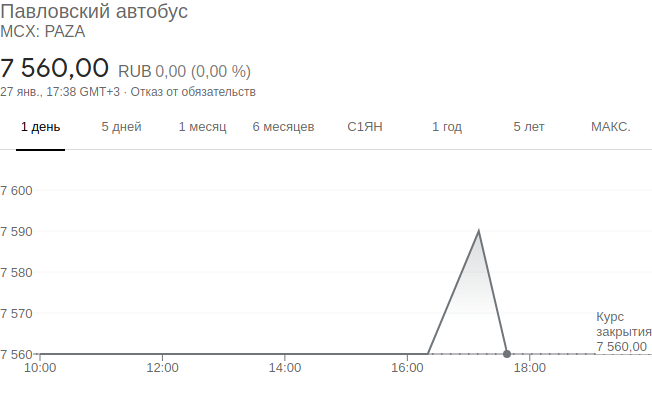 Павловский автобус
MCX: PAZA
7 560,00 RUB 0,00 (0,00 %)
27 янв., 17:38 GMT+3 · Отказ от обязательств
1 день 5 дней 1 месяц 6 месяцев С1ЯН 1 год 5 лет МАКС.
7 600
7 590
7 580
7 570
7 560
Курс
закрытия
7 560,00
10:00 12:00 14:00 16:00 18:00